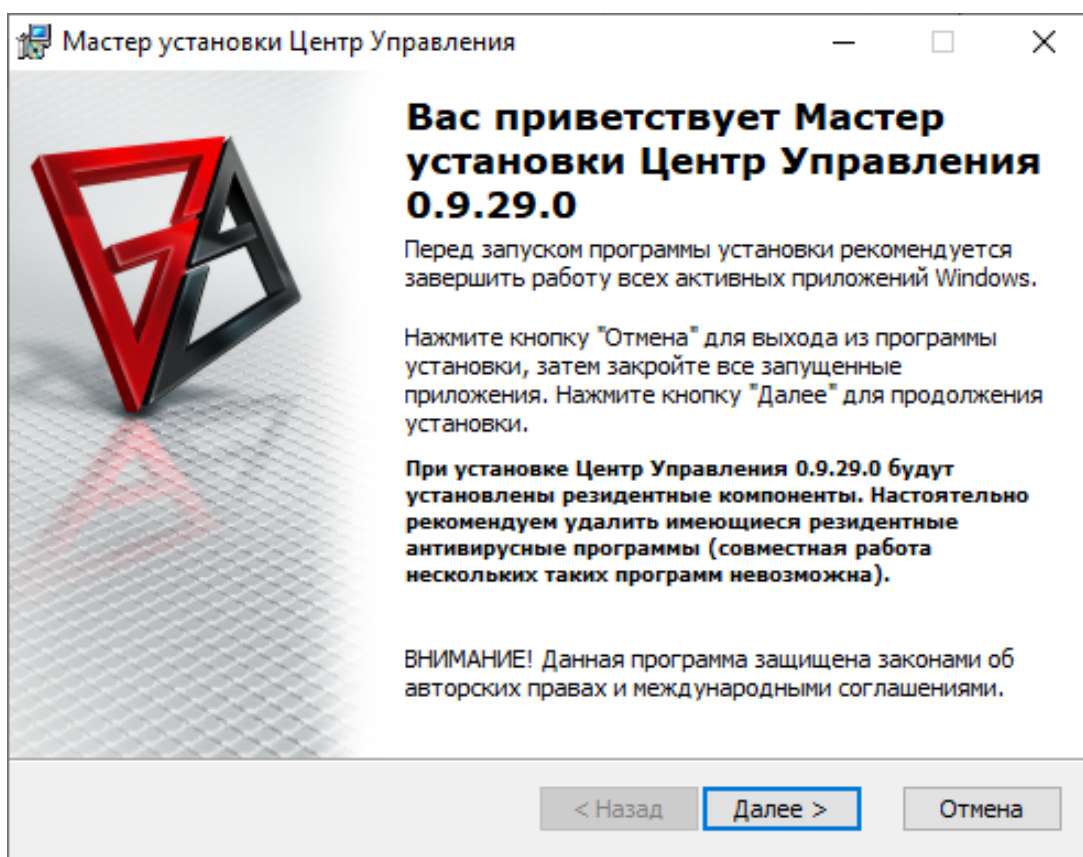 Мастер установки Центр Управления
Вас приветствует Мастер
установки Центр Управления
0.9.29.0
Перед запуском программы установки рекомендуется
завершить работу всех активных приложений Windows.
Нажмите кнопку "Отмена" для выхода из программы
установки, затем закройте все запущенные
приложения. Нажмите кнопку "Далее" для продолжения
установки.
При установке Центр Управления 0.9.29.0 будут
установлены резидентные компоненты. Настоятельно
рекомендуем удалить имеющиеся резидентные
антивирусные программы (совместная работа
нескольких таких программ невозможна).
ВНИМАНИЕ! Данная программа защищена законами об
авторских правах и международными соглашениями.
< Назад
Далее >
Отмена